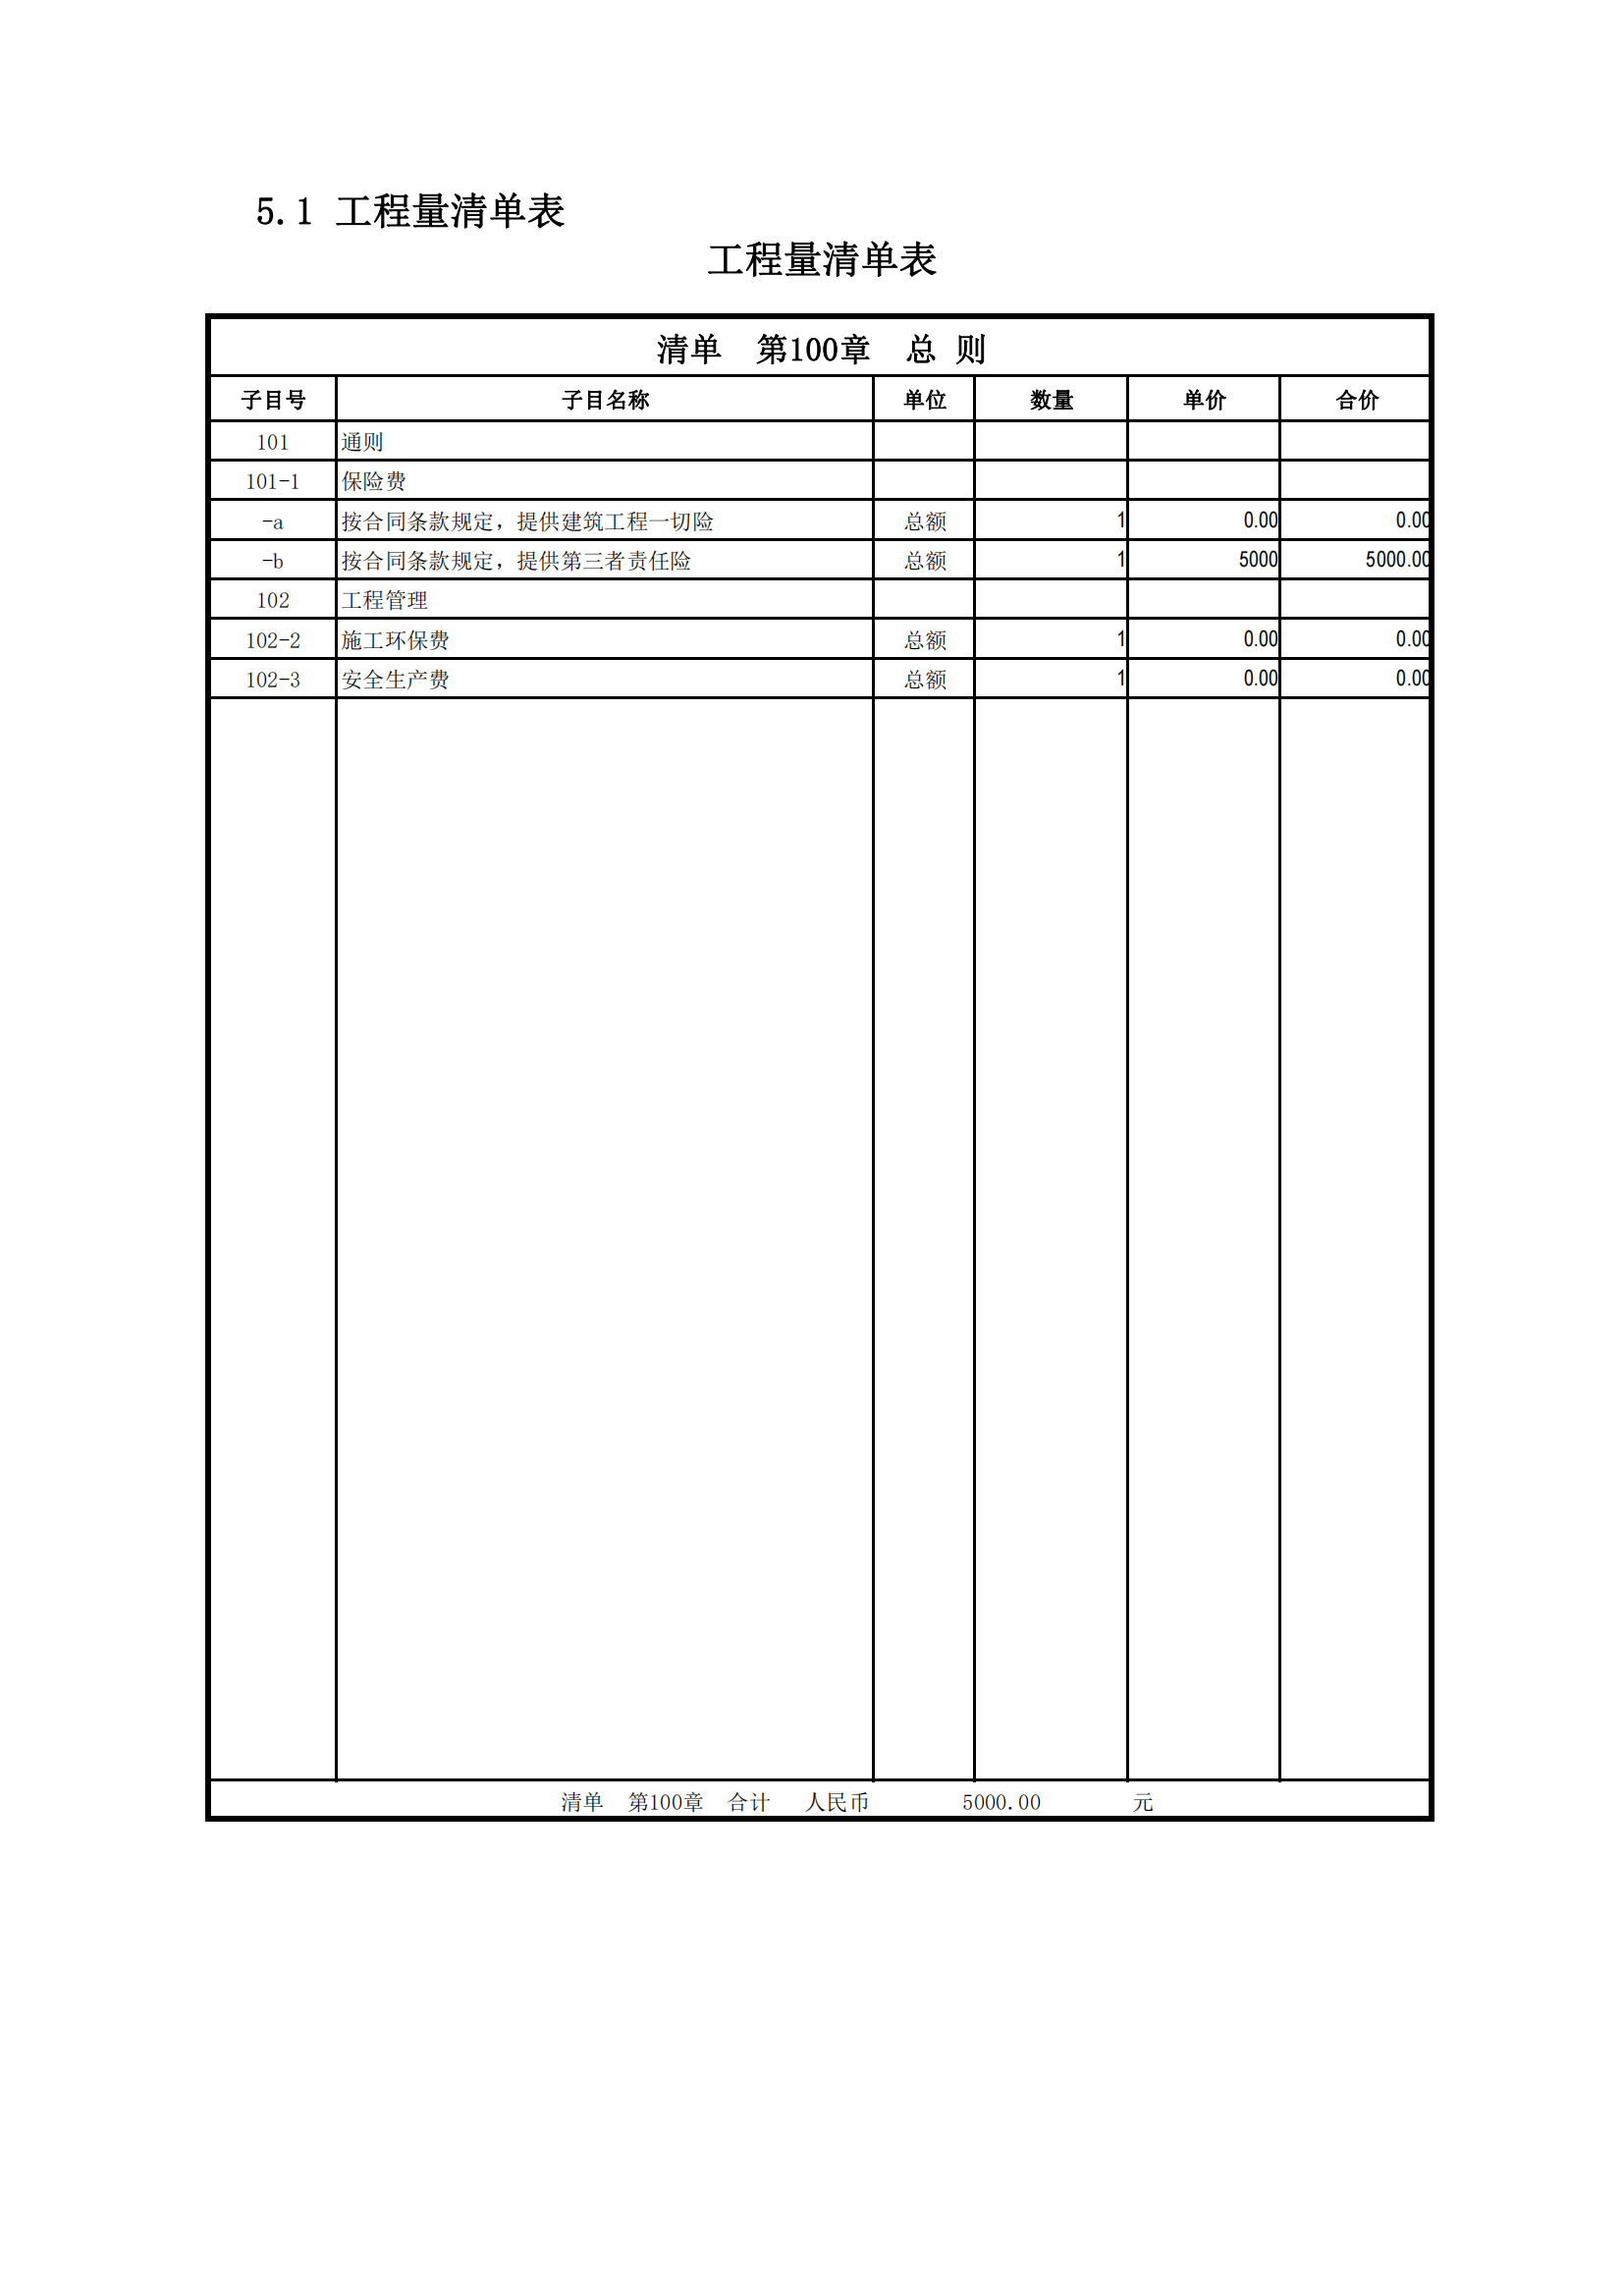 5.1 工程量清单表
工程量清单表
清单 第100章 总 则
子目号 子目名称 单位 数量 单价 合价
101 通则
101-1 保险费
-a 按合同条款规定，提供建筑工程一切险 总额 1 0.00 0.00
-b 按合同条款规定，提供第三者责任险 总额 1 5000 5000.00
102 工程管理
102-2 施工环保费 总额 1 0.00 0.00
102-3 安全生产费 总额 1 0.00 0.00
清单 第100章 合计 人民币 5000.00 元